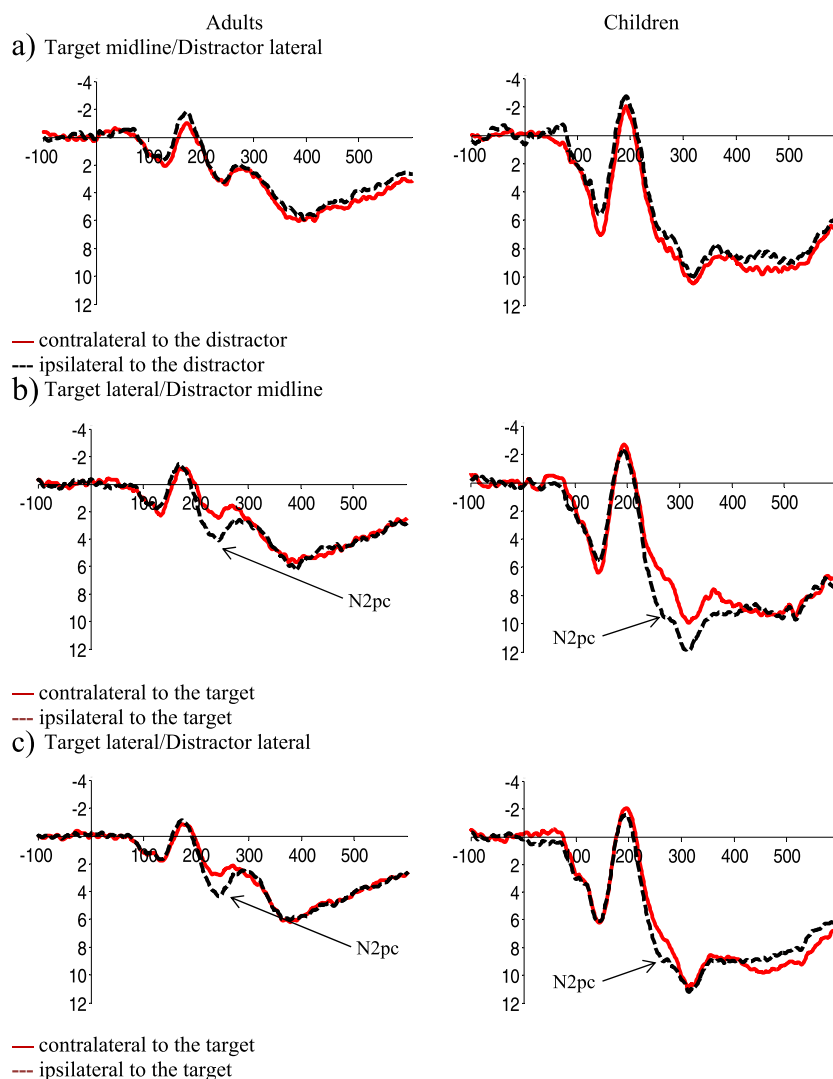 Adults Children
a) Target midline/Distractor lateral
-4 -4
-2 -2
-100 100 200 300 400 500 -100 100 200 300 400 500
2 2
4 4
6 6
8 8
10 10
12 12
contralateral to the distractor
ipsilateral to the distractor
b) Target lateral/Distractor midline
-4 -4
-2 -2
-100 100 200 300 400 500 -100 100 200 300 400 500
2 2
4 4
6 6
8 8
N2pc
10 10
N2pc
12 12
contralateral to the target
ipsilateral to the target
c) Target lateral/Distractor lateral
-4 -4
-2 -2
-100 100 200 300 400 500 -100 100 200 300 400 500
2 2
4 4
6 6
8 8
N2pc
10 10
N2pc
12 12
contralateral to the target
ipsilateral to the target